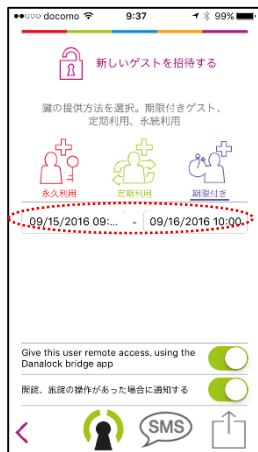 docomo 9:37 99%
新しいゲストを招待する
鍵の提供方法を選択。期限付きゲスト、
定期利用、永続利用
永久利用 定期利用 期限付き
09/15/2016 09:... - 09/16/2016 10:00
Give this user remote access, using the
Danalock bridge app
開錠、施錠の操作があった場合に通知する
SMS